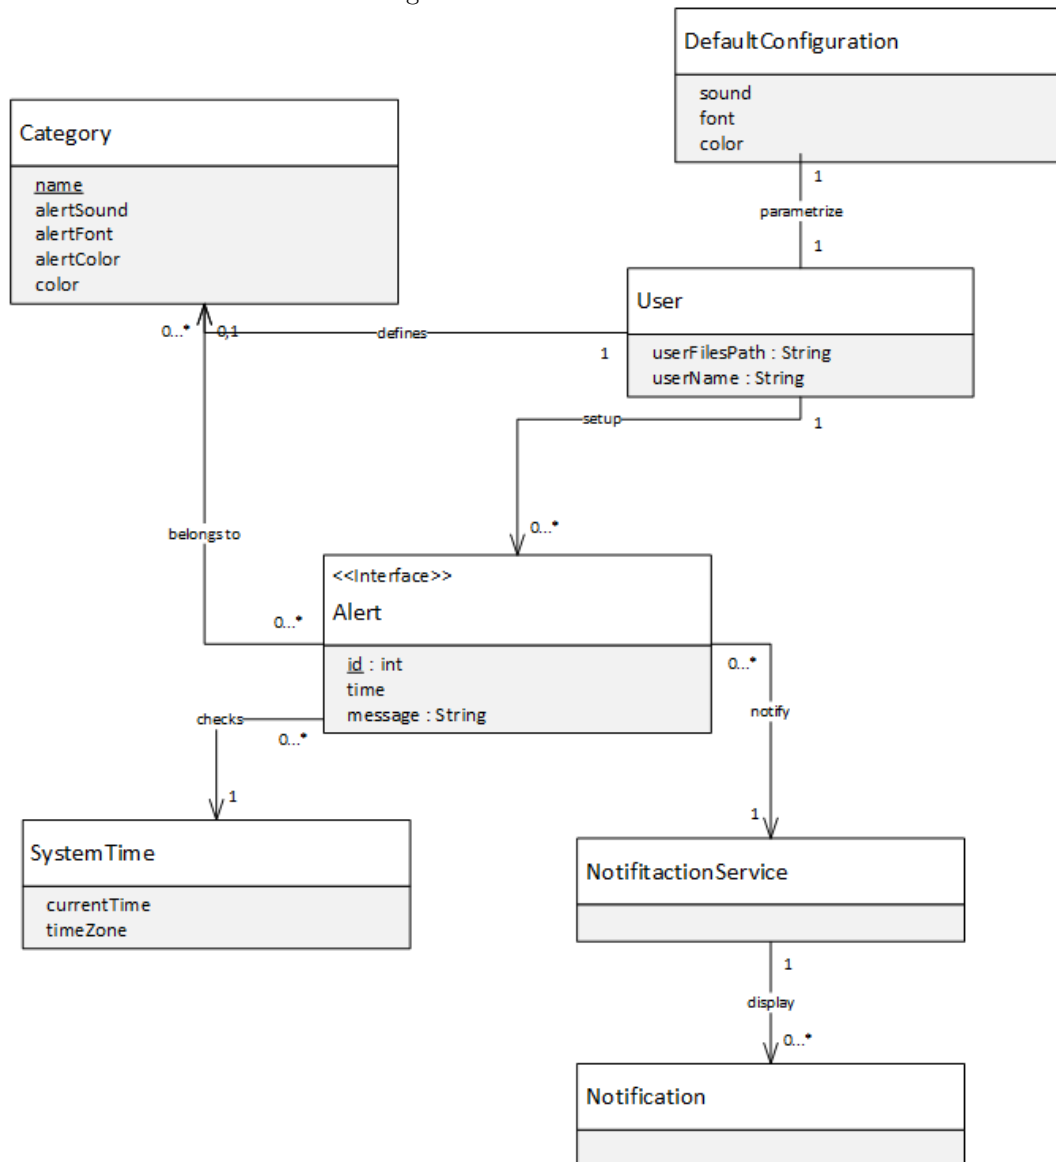 g
DefaultConfiguration
sound
font
color
Category
name
alertSound
alertFont
alertColor
color
1
parametrize
1
User
userFilesPath : String
userName : String
0...*
0,1
defines
1
setup
1
0...*
belongs to
<<Interface>>
Alert
id : int
time
message : String
0...*
0...*
notify
checks
0...*
1
1
SystemTime
currentTime
timeZone
NotifitactionService
1
display
0...*
Notification